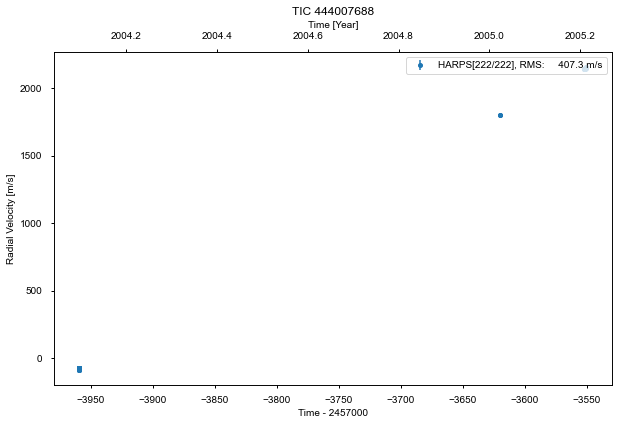 TIC 444007688
Time [Year]
2004.2 2004.4 2004.6 2004.8 2005.0 2005.2
HARPS[222/222], RMS: 407.3 m/s
2000
1500
1000
500
0
Radial Velocity [m/s]
−3950 −3900 −3850 −3800 −3750 −3700 −3650 −3600 −3550
Time - 2457000